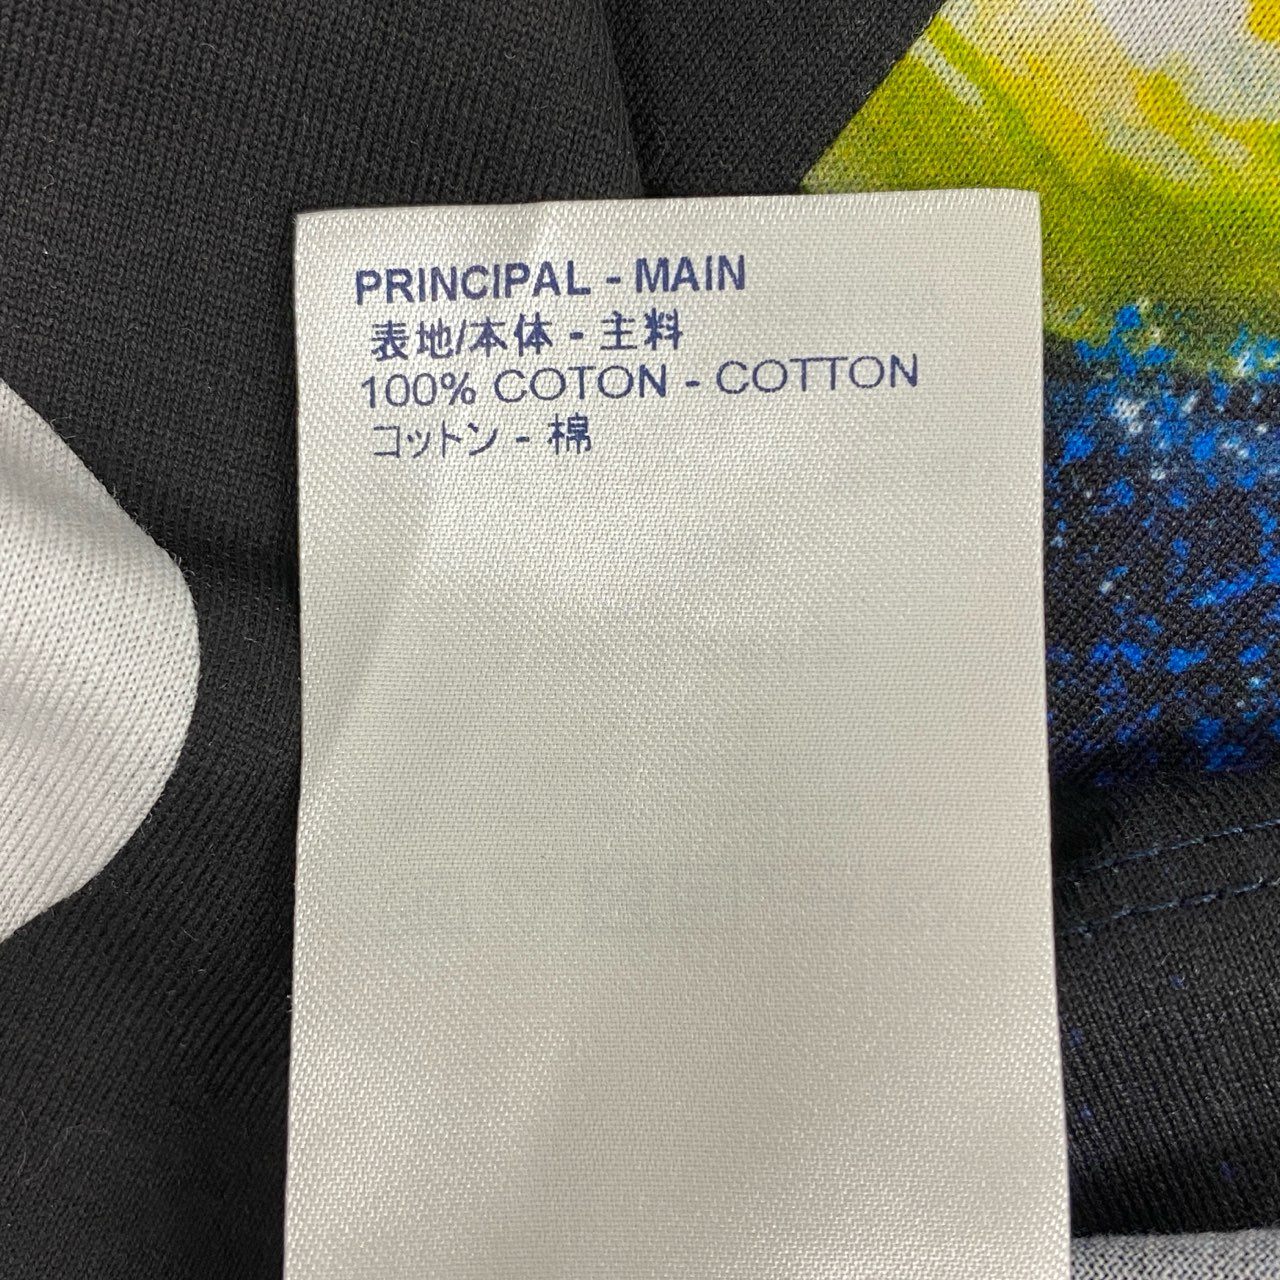 PRINCIPAL - MAIN
表地/本体 - 主料
100% COTON - COTTON
コットン - 棉